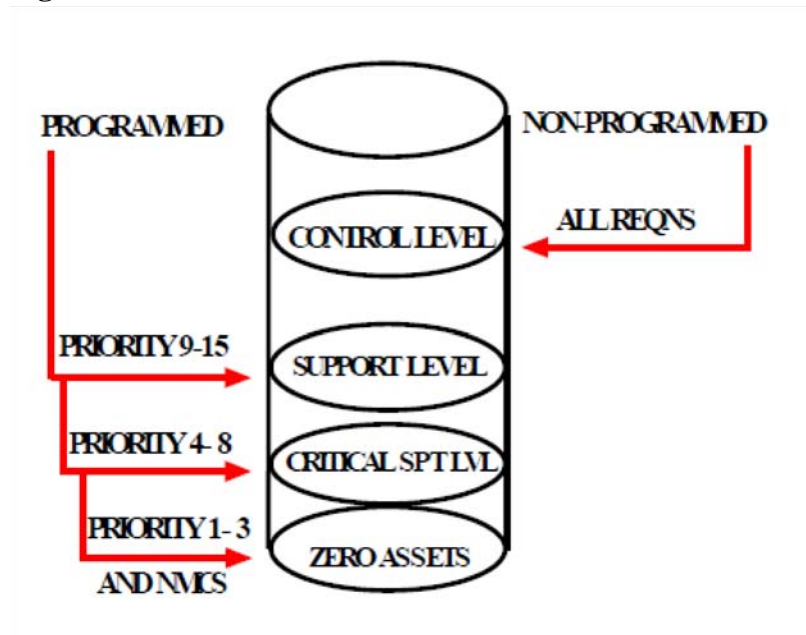 PROGRAMMED
NON-PROGRAMMED
ALL REQNS
CONTROL LEVEL
PRIORITY 9-15
SUPPORT LEVEL
PRIORITY 4- 8
CRITICAL SPT LVL
PRIORITY 1- 3
ZERO ASSETS
AND NMCS